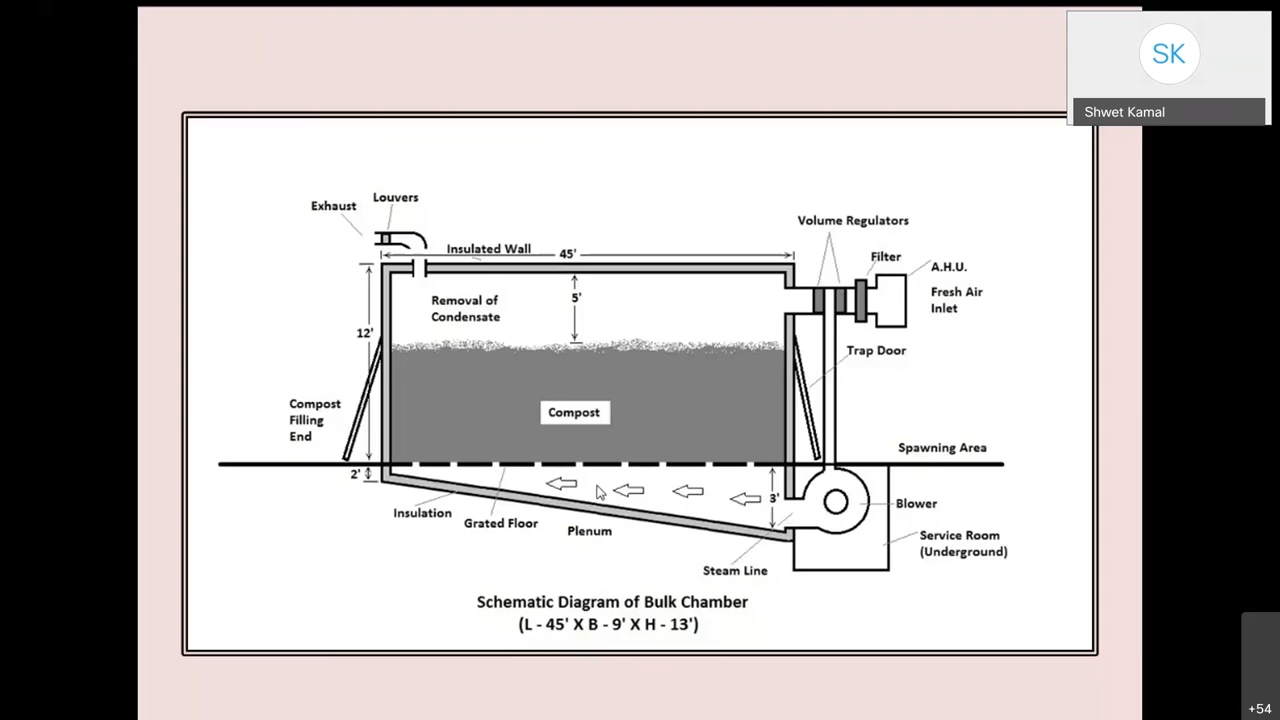 SK
Shwet Kamal
Louvers
Exhaust
Volume Regulators
Insulated Wall
45'
Filter
A.H.U.
Fresh Air
Inlet
5'
Removal of
Condensate
12'
Trap Door
Compost
Filling
End
Compost
Spawning Area
2'
3'
Insulation
Grated Floor
Plenum
Blower
Service Room
(Underground)
Steam Line
Schematic Diagram of Bulk Chamber
(L - 45' X B - 9' X H - 13')
+54